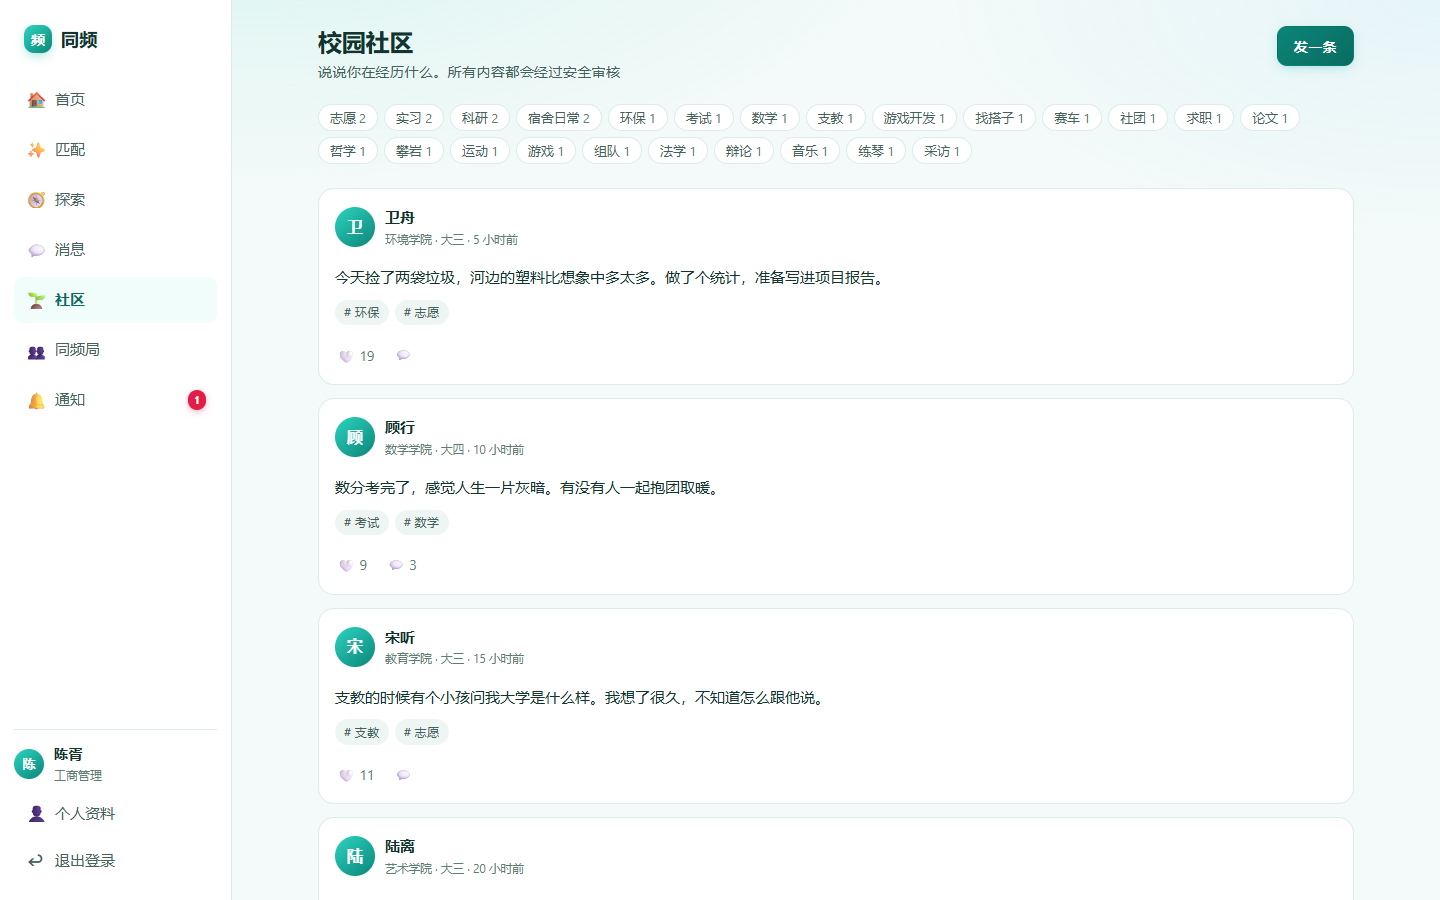 频 同频
首页
匹配
探索
消息
社区
同频局
通知 1
陈 陈胥
工商管理
个人资料
退出登录
校园社区
说说你在经历什么。所有内容都会经过安全审核
发一条
志愿 2 实习 2 科研 2 宿舍日常 2 环保 1 考试 1 数学 1 支教 1 游戏开发 1 找搭子 1 赛车 1 社团 1 求职 1 论文 1
哲学 1 攀岩 1 运动 1 游戏 1 组队 1 法学 1 辩论 1 音乐 1 练琴 1 采访 1
卫 卫舟
环境学院 · 大三 · 5 小时前
今天捡了两袋垃圾，河边的塑料比想象中多太多。做了个统计，准备写进项目报告。
# 环保 # 志愿
19
顾 顾行
数学学院 · 大四 · 10 小时前
数分考完了，感觉人生一片灰暗。有没有人一起抱团取暖。
# 考试 # 数学
9 3
宋 宋听
教育学院 · 大三 · 15 小时前
支教的时候有个小孩问我大学是什么样。我想了很久，不知道怎么跟他说。
# 支教 # 志愿
11
陆 陆离
艺术学院 · 大三 · 20 小时前